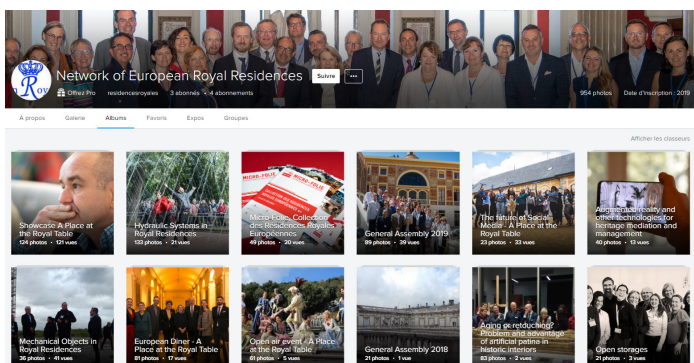 Network of European Royal Residences
Suivre
...
R
Offrez Pro residencesroyales 3 abonnés • 4 abonnements
954 photos Date d'inscription : 2019
À propos Galerie Albums Favoris Expos Groupes
Afficher les classeurs
Showcase A Place at
the Royal Table
124 photos • 121 vues
Hydraulic Systems in
Royal Residences
133 photos • 21 vues
MICRO-FOLIE
Micro-Folie, Collection
des Résidences Royales
Européennes
49 photos • 20 vues
General Assembly 2019
89 photos • 39 vues
The future of Social
Media - A Place at the
Royal Table
23 photos • 33 vues
Augmented reality and
other technologies for
heritage mediation and
management
40 photos • 13 vues
Mechanical Objects in
Royal Residences
36 photos • 41 vues
European Diner - A
Place at the Royal Table
81 photos • 17 vues
Open air event - A Place
at the Royal Table
61 photos • 5 vues
General Assembly 2018
21 photos • 1 vue
Aging or retouching?
Problem and advantage
of artificial patina in
historic interiors
83 photos • 2 vues
Open storages
21 photos • 3 vues